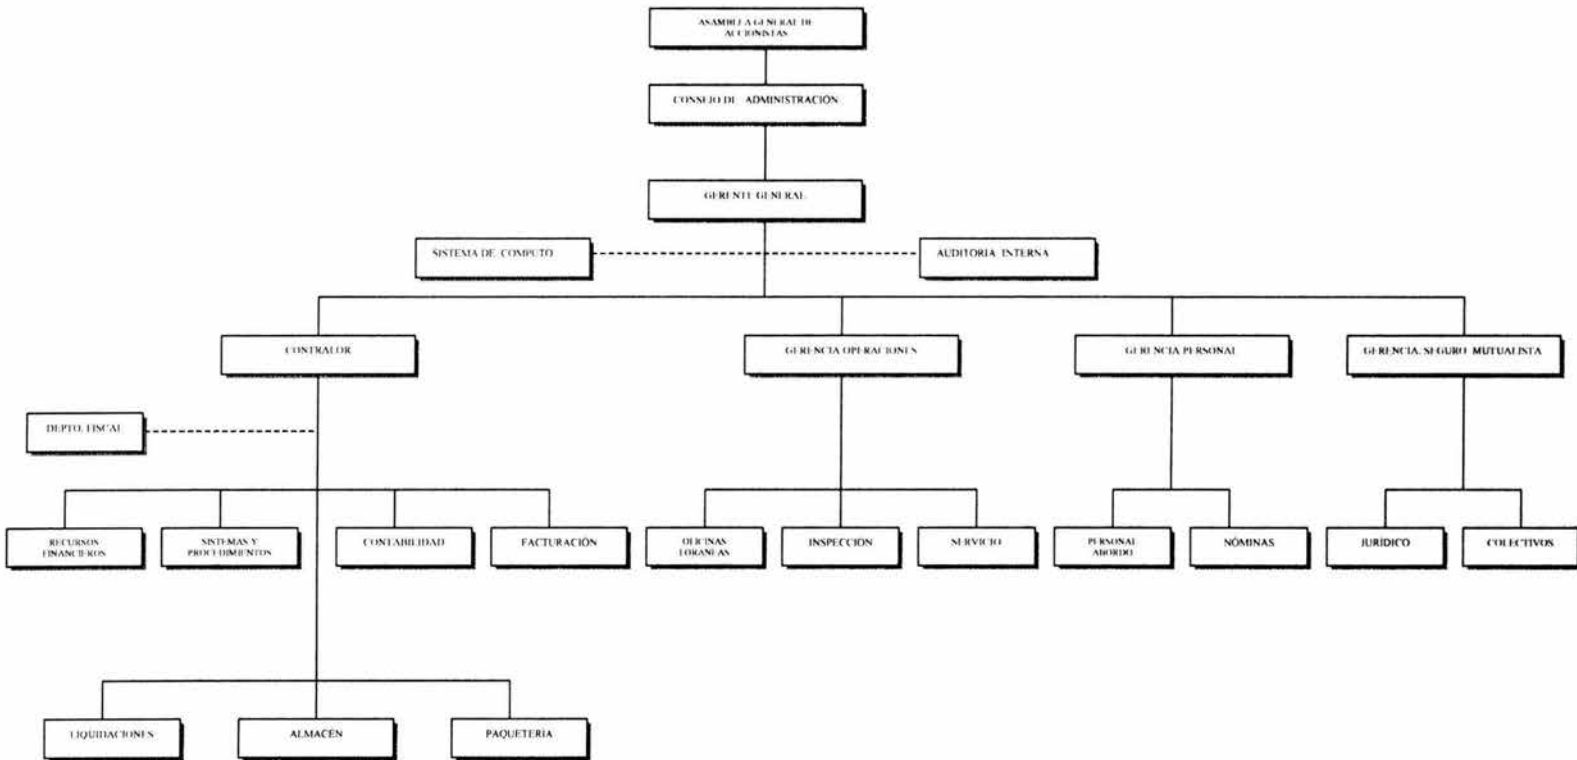 ASAMBLEA GENERAL DE
ACCIONISTAS
CONSEJO DE ADMINISTRACIÓN
GERENTE GENERAL
SISTEMA DE COMPUTO
AUDITORIA INTERNA
CONTRALOR
GERENCIA OPERACIONES
GERENCIA PERSONAL
GERENCIA. SEGURO MUTUALISTA
DEPTO. FISCAL
RECURSOS
FINANCIEROS
SISTEMAS Y
PROCEDIMIENTOS
CONTABILIDAD
FACTURACIÓN
OFICINAS
FORANEAS
INSPECCIÓN
SERVICIO
PERSONAL
ABORDO
NÓMINAS
JURÍDICO
COLECTIVOS
LIQUIDACIONES
ALMACÉN
PAQUETERÍA